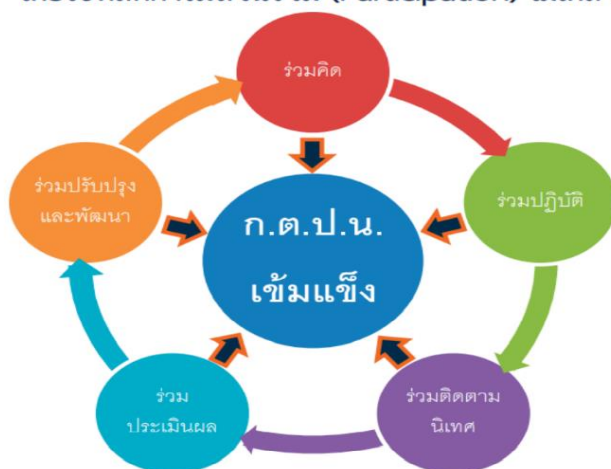 (Participation)
ร่วมคิด
ร่วมปฏิบัติ
ร่วมติดตาม
นิเทศ
ร่วม
ประเมินผล
ร่วมปรับปรุง
และพัฒนา
ก.ต.ป.น.
เข้มแข็ง